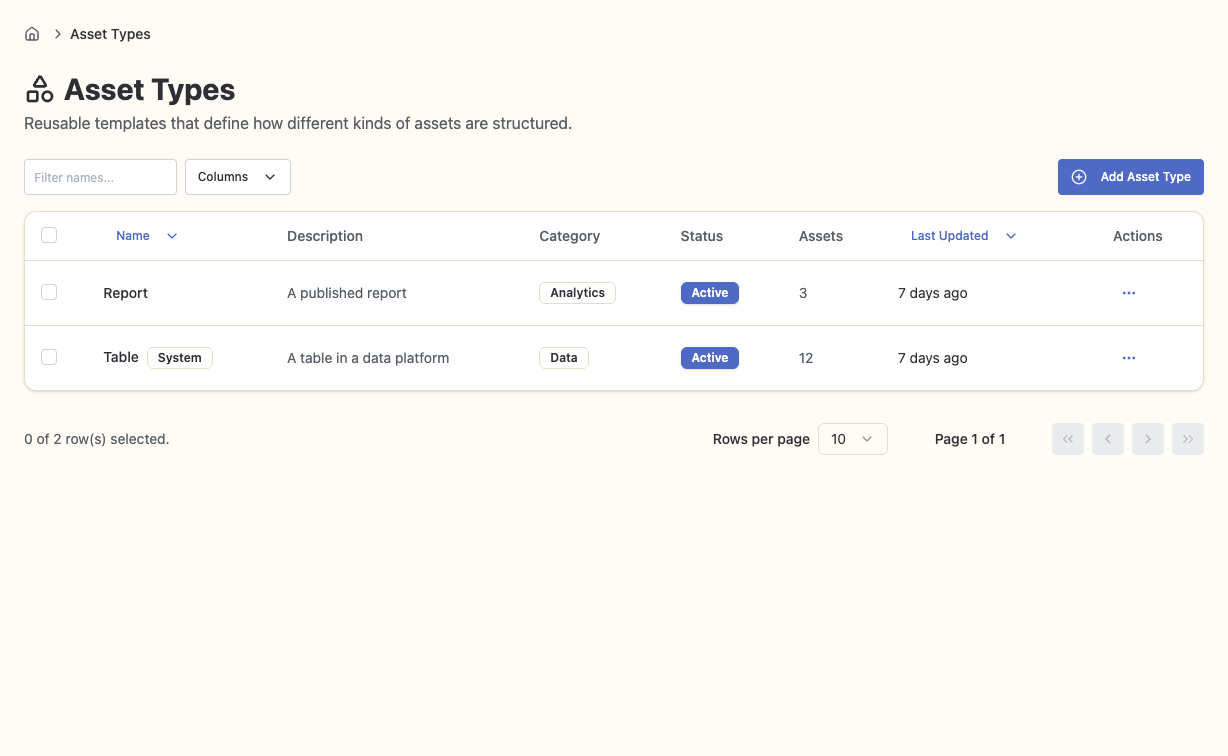 Asset Types
Asset Types
Reusable templates that define how different kinds of assets are structured.
Filter names...
Columns
Add Asset Type
Name Description Category Status Assets Last Updated Actions
Report A published report Analytics Active 3 7 days ago
Table System A table in a data platform Data Active 12 7 days ago
0 of 2 row(s) selected.
Rows per page 10 Page 1 of 1